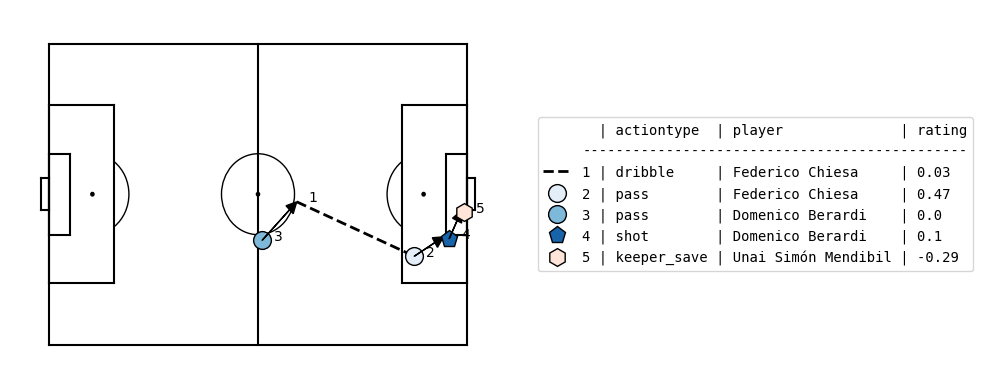 1
3
2
4
5
| actiontype | player | rating
-----------------------------------------------
1 | dribble | Federico Chiesa | 0.03
2 | pass | Federico Chiesa | 0.47
3 | pass | Domenico Berardi | 0.0
4 | shot | Domenico Berardi | 0.1
5 | keeper_save | Unai Simón Mendibil | -0.29